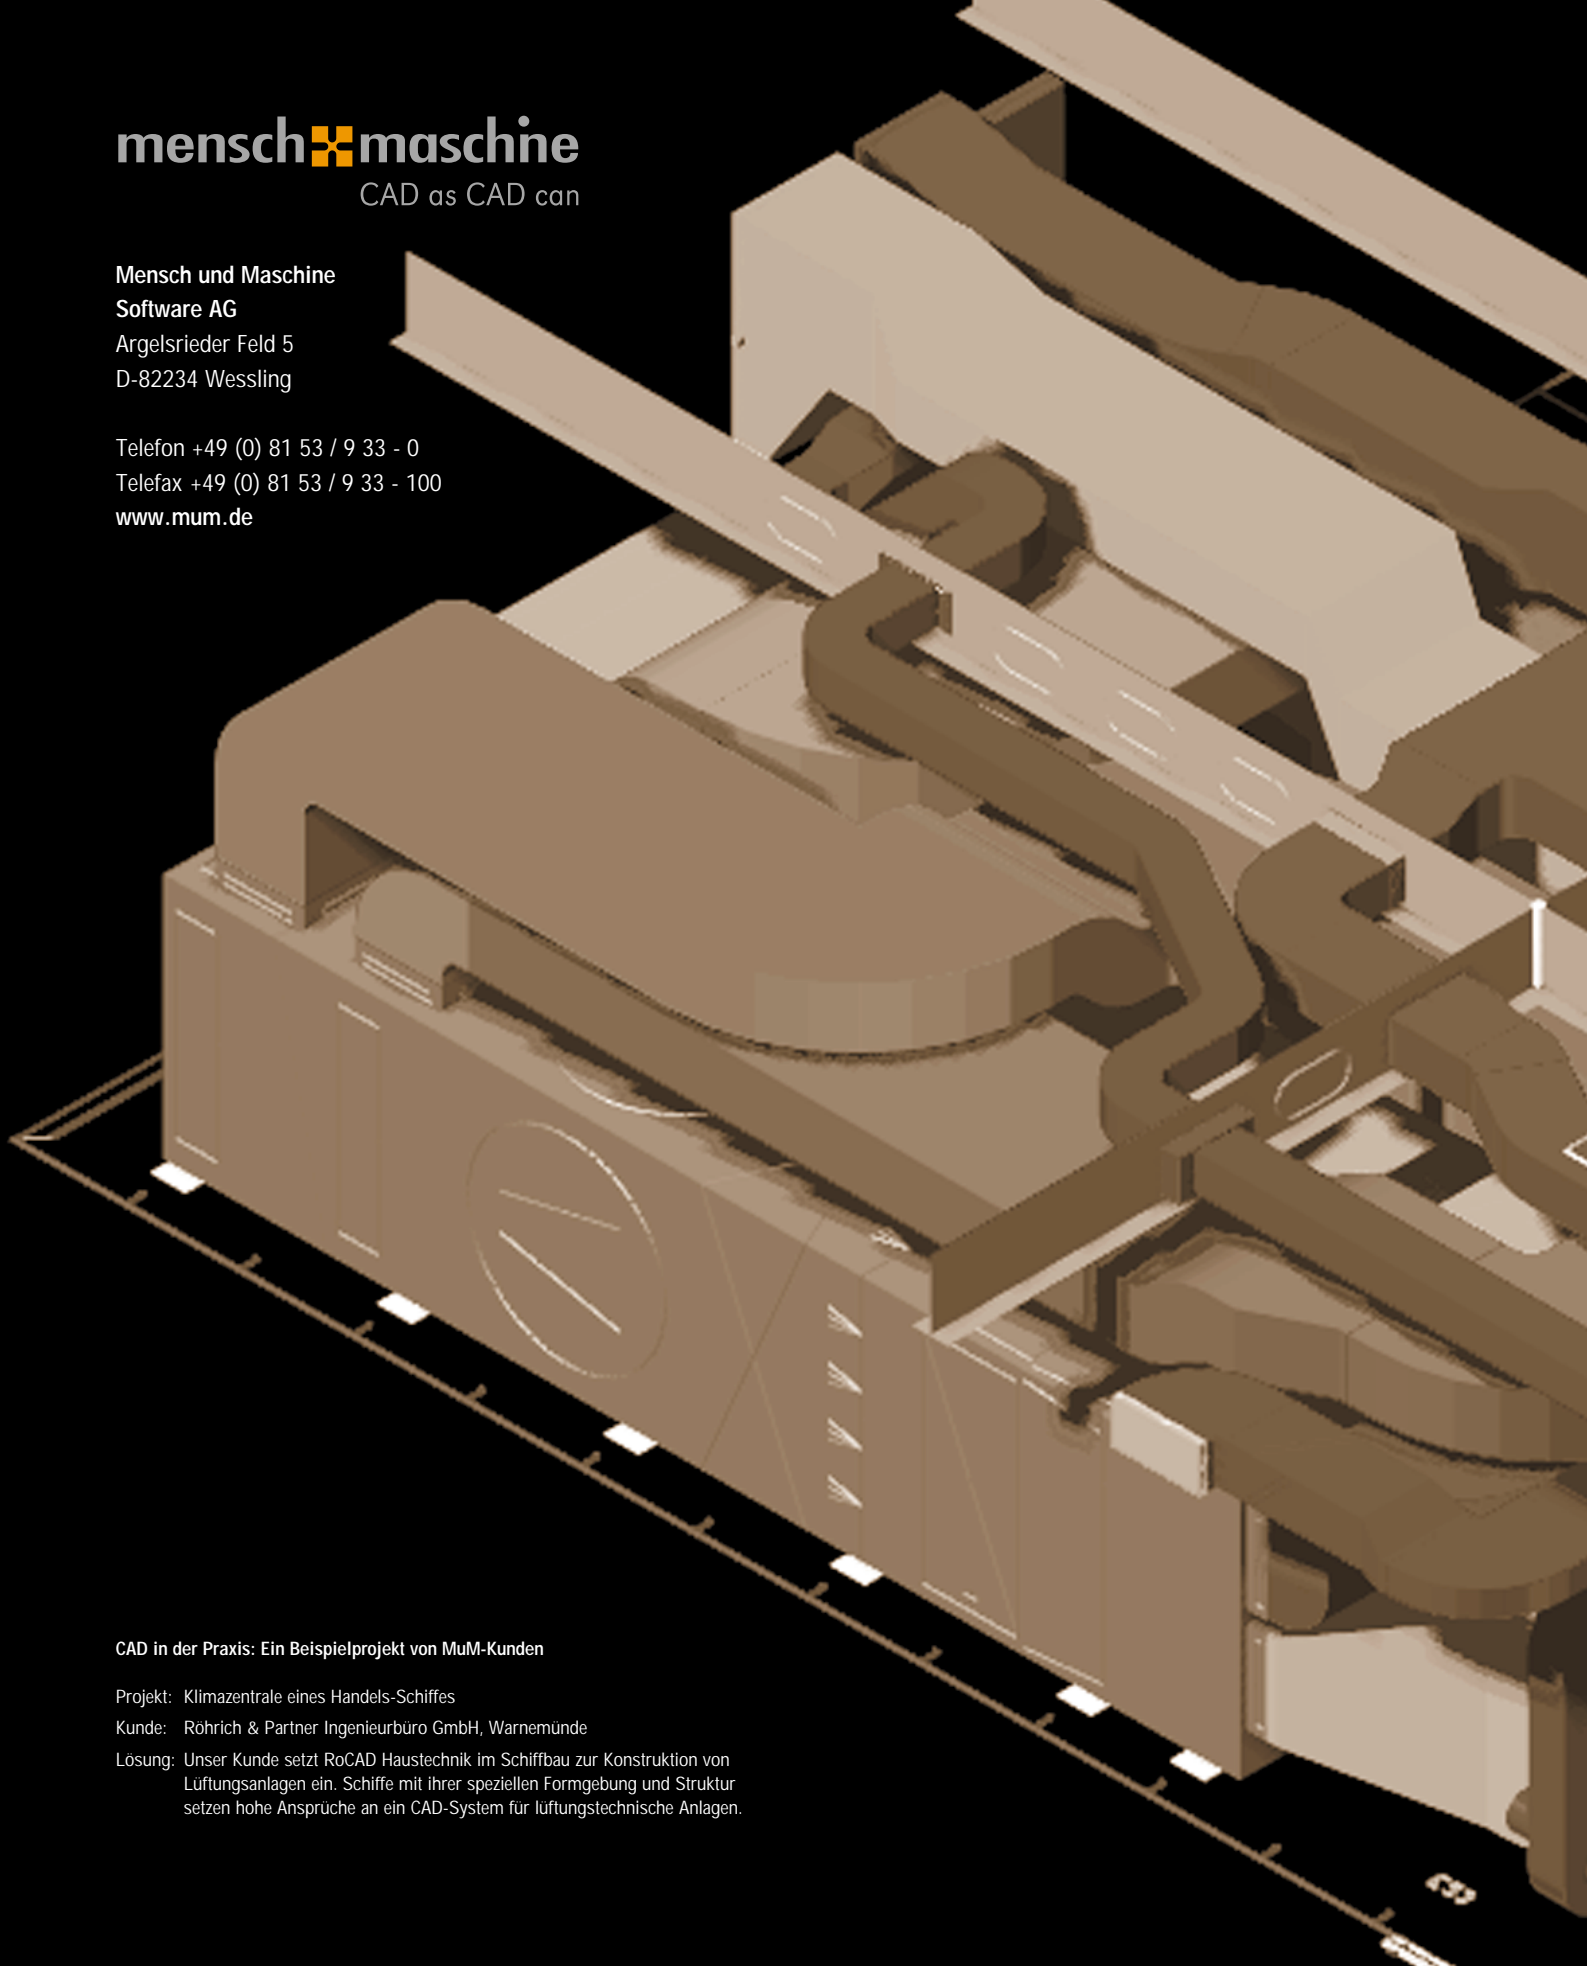 mensch maschine
CAD as CAD can
Mensch und Maschine
Software AG
Argelsrieder Feld 5
D-82234 Wessling
Telefon +49 (0) 81 53 / 9 33 - 0
Telefax +49 (0) 81 53 / 9 33 - 100
www.mum.de
CAD in der Praxis: Ein Beispielprojekt von MuM-Kunden
Projekt: Klimazentrale eines Handels-Schiffes
Kunde: Röhrich & Partner Ingenieurbüro GmbH, Warnemünde
Lösung: Unser Kunde setzt RoCAD Haustechnik im Schiffbau zur Konstruktion von
Lüftungsanlagen ein. Schiffe mit ihrer speziellen Formgebung und Struktur
setzen hohe Ansprüche an ein CAD-System für lüftungstechnische Anlagen.